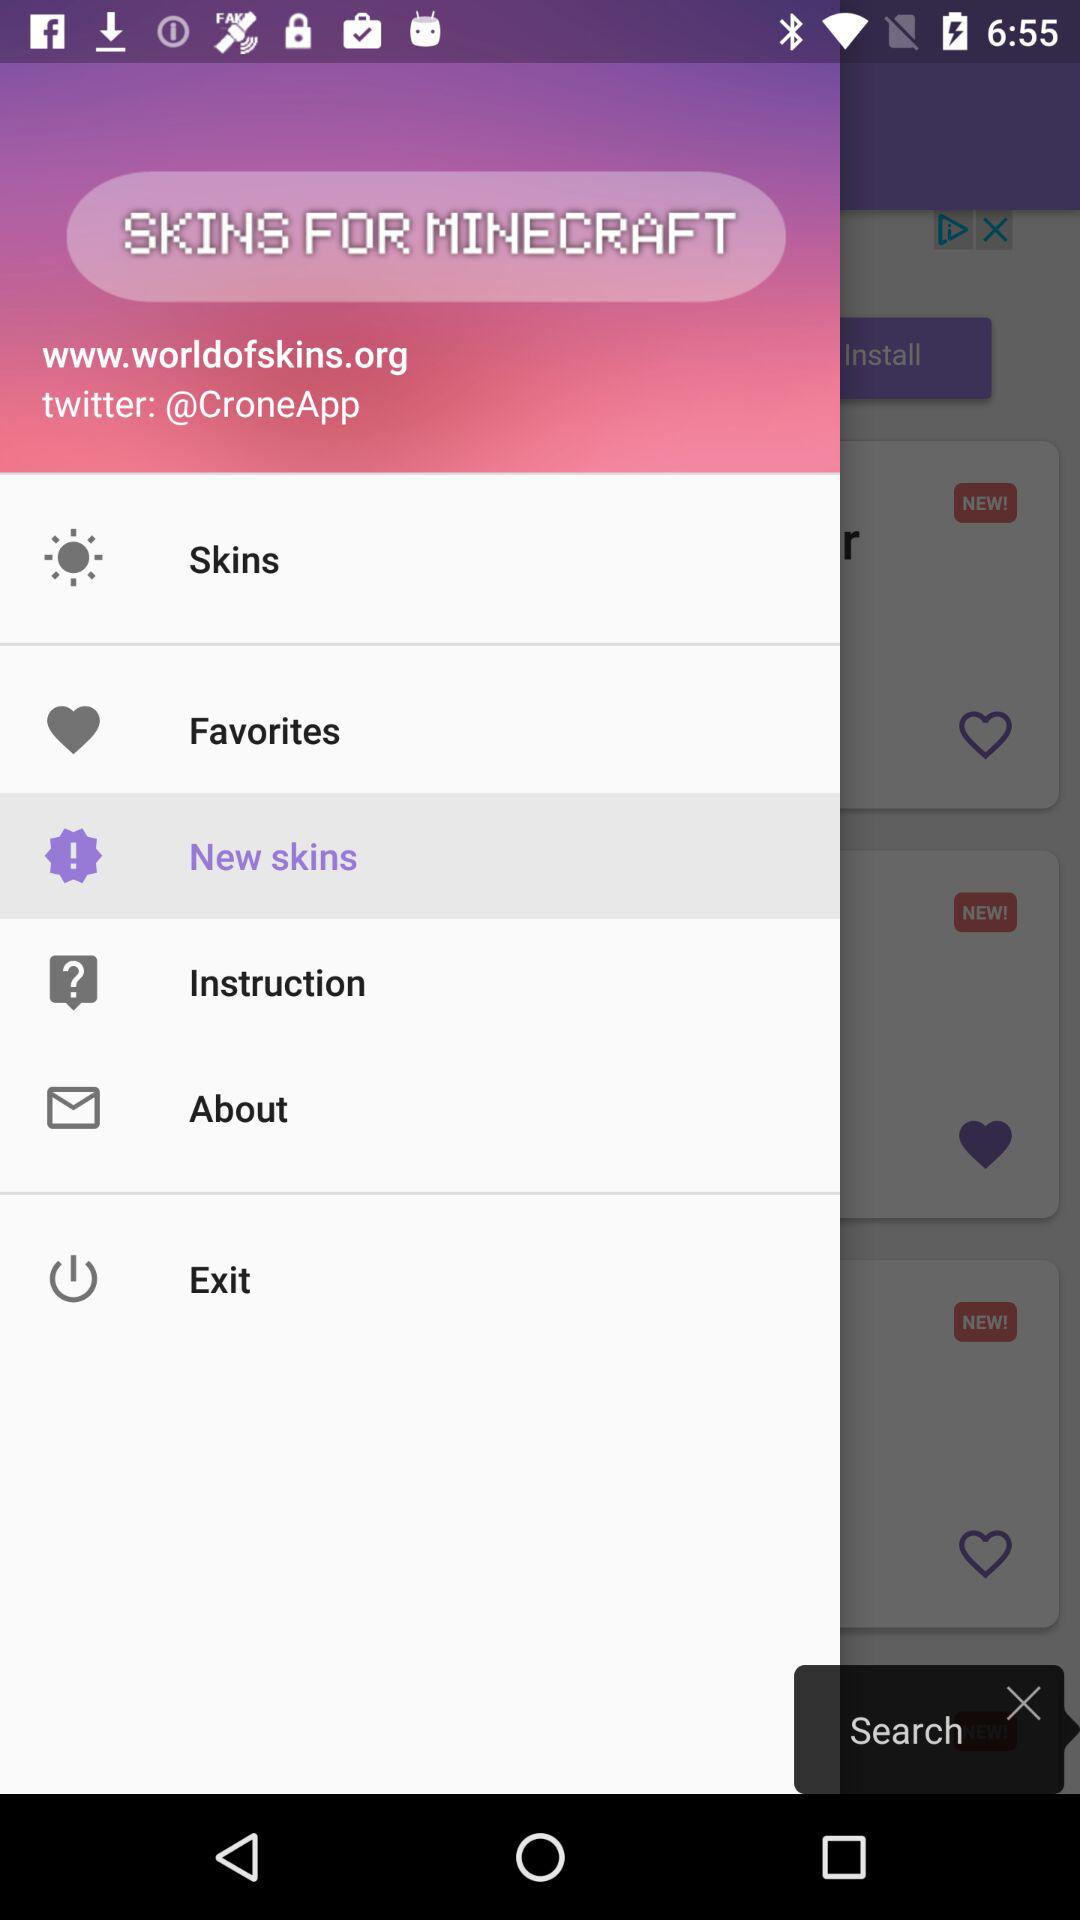 FAKE
6:55
SKINS FOR MINECRAFT
www.worldofskins.org
twitter: @CroneApp
Install
NEW!
r
Skins
Favorites
New skins
NEW!
Instruction
About
Exit
NEW!
Search
NEW!